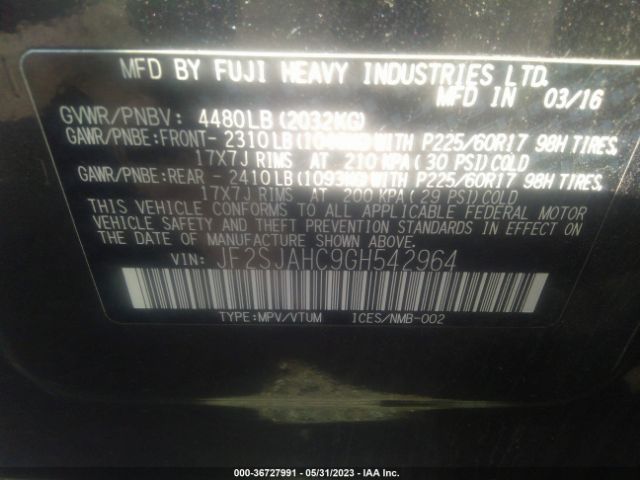 MFD BY FUJI HEAVY INDUSTRIES LTD.
MFD IN 03/16
GVWR/PNBV: 4480LB (2032KG)
GAWR/PNBE:FRONT- 2310LB WITH P225/60R17 98H TIRES,
17X7J RIMS AT 210 KPA (30 PSI) COLD
GAWR/PNBE:REAR - 2410LB (1093KG) WITH P225/60R17 98H TIRES,
17X7J RIMS AT 200 KPA (29 PSI) COLD
THIS VEHICLE CONFORMS TO ALL APPLICABLE FEDERAL MOTOR
VEHICLE SAFETY AND THEFT PREVENTION STANDARDS IN EFFECT
AT THE DATE OF MANUFACTURE SHOWN ABOVE.
VIN: JF2SJAHC9GH542964
TYPE:MPV/VTUM ICES/NMB-002
000-36727991 - 05/31/2023 - IAA Inc.